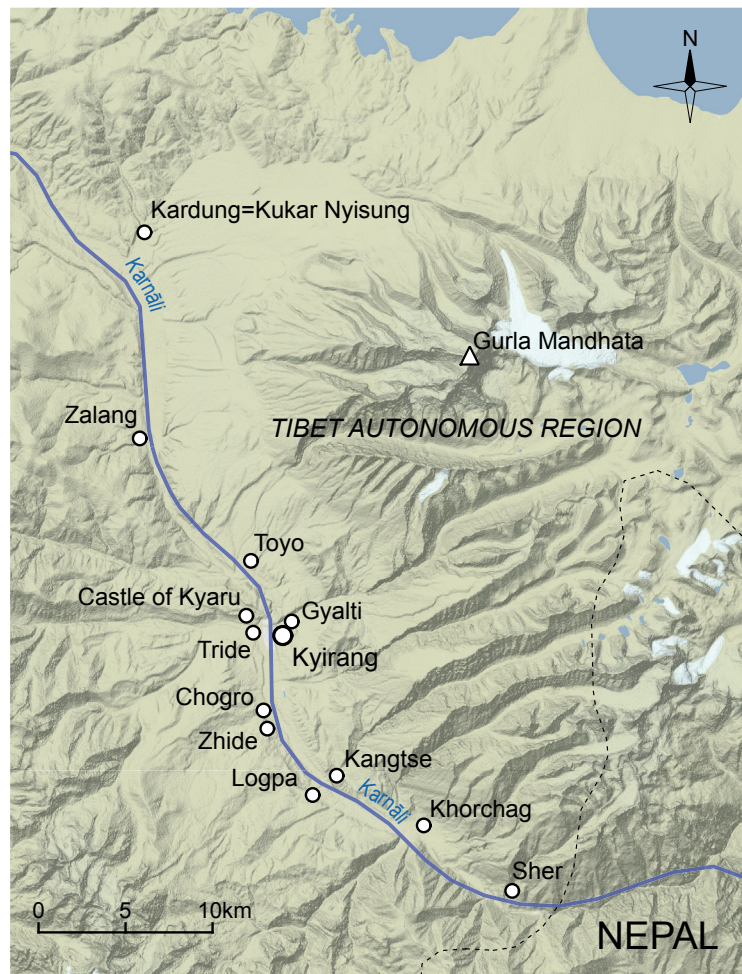 N
Kardung=Kukar Nyisung
Karnāli
Gurla Mandhata
Zalang
TIBET AUTONOMOUS REGION
Toyo
Castle of Kyaru
Gyalti
Tride
Kyirang
Chogro
Zhide
Kangtse
Logpa
Karnāli
Khorchag
Sher
0 5 10km
NEPAL